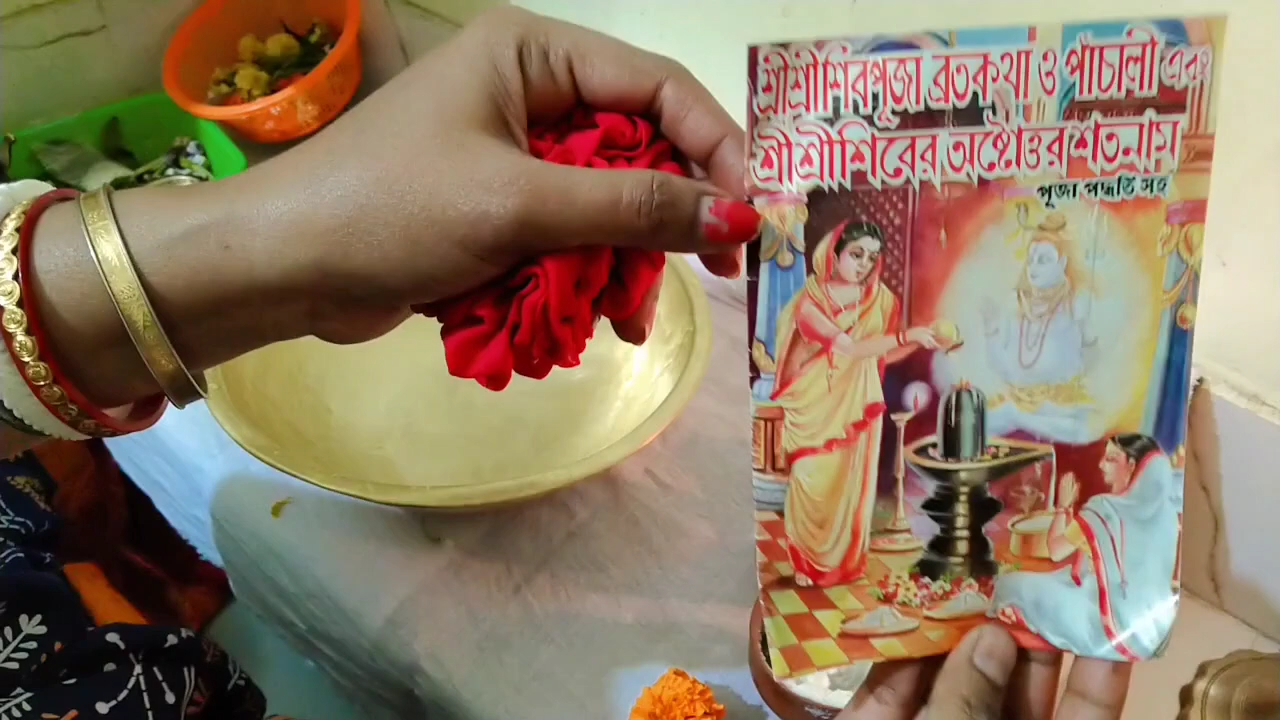 শ্রীশ্রীশিবপূজা ব্রতকথা ও পাঁচালী এবং
শ্রীশ্রীশিবের অষ্টোত্তর শতনাম
পূজা পদ্ধতি সহ